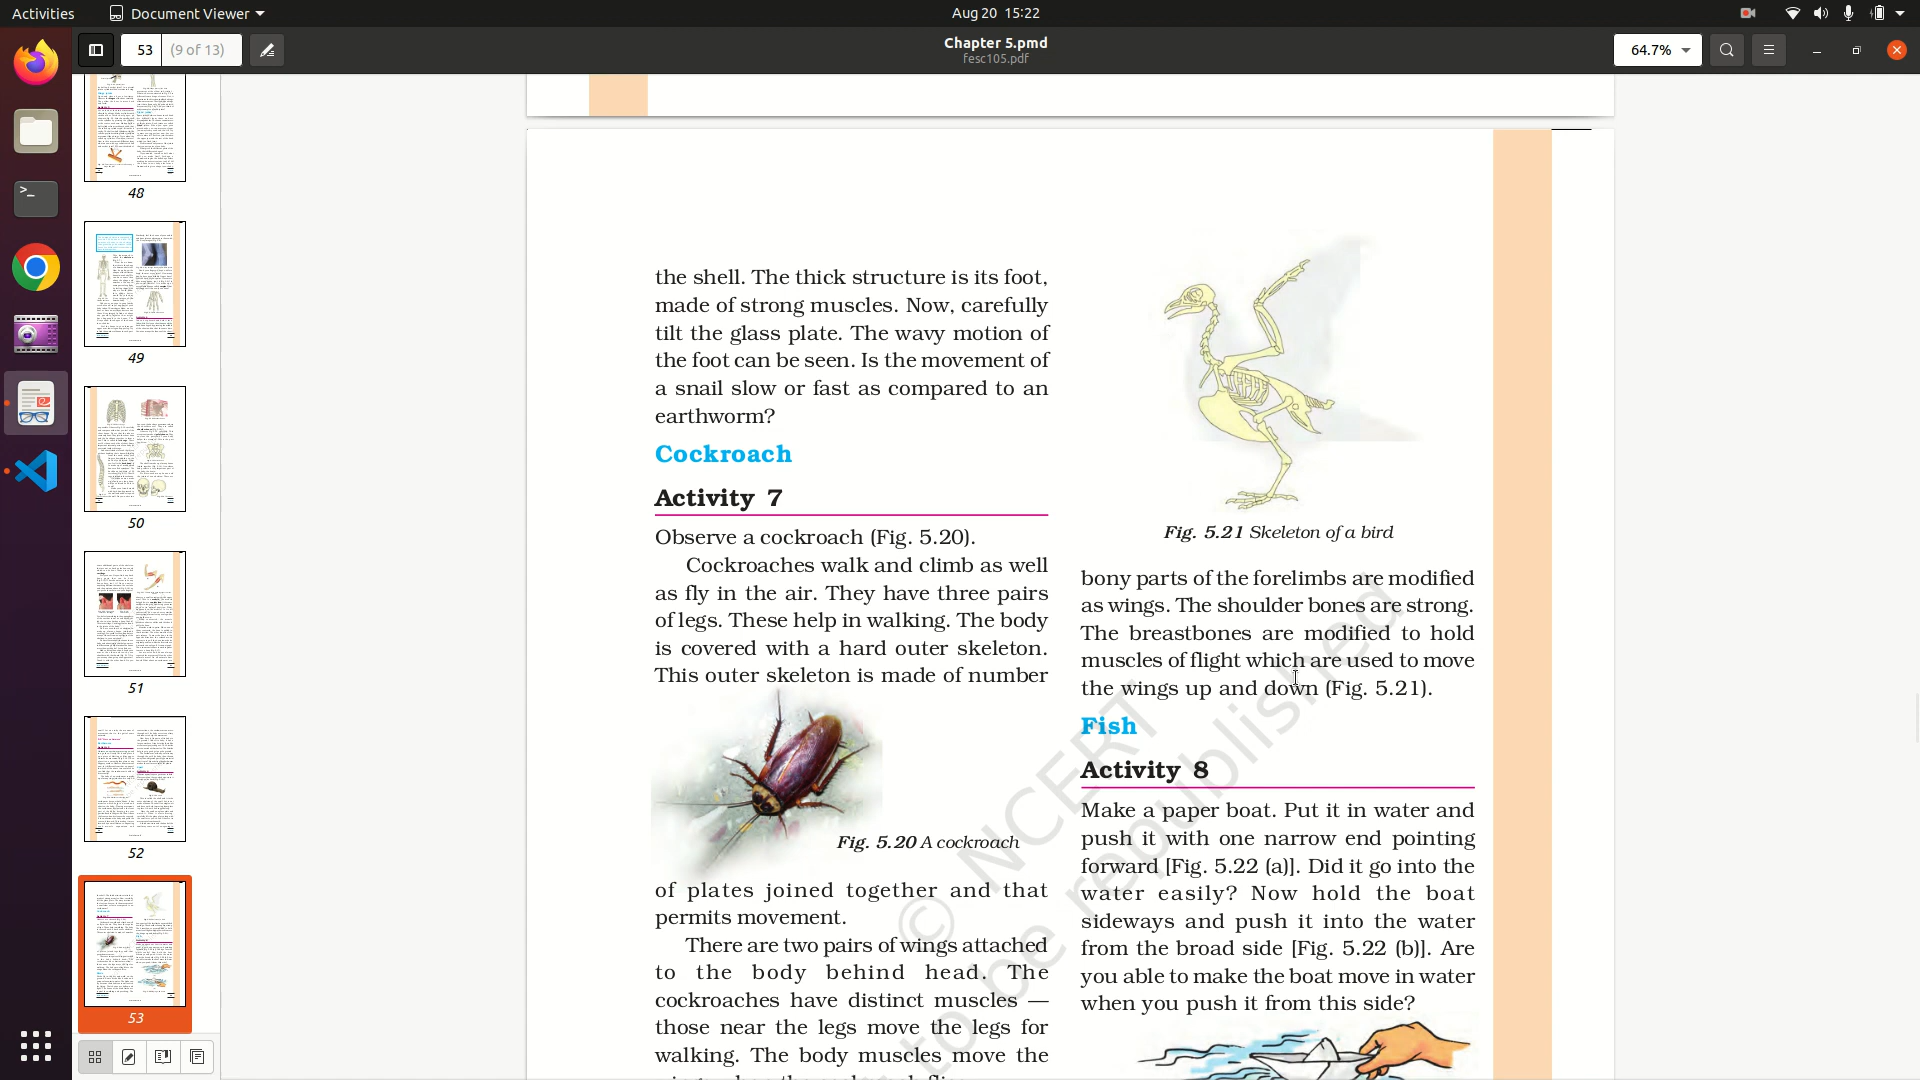 Activities
Document Viewer
Aug 20 15:22
53
(9 of 13)
Chapter 5.pmd
fesc105.pdf
64.7%
48
49
50
51
52
53
the shell. The thick structure is its foot,
made of strong muscles. Now, carefully
tilt the glass plate. The wavy motion of
the foot can be seen. Is the movement of
a snail slow or fast as compared to an
earthworm?
Cockroach
Activity 7
Observe a cockroach (Fig. 5.20).
Cockroaches walk and climb as well
as fly in the air. They have three pairs
of legs. These help in walking. The body
is covered with a hard outer skeleton.
This outer skeleton is made of number
Fig. 5.20 A cockroach
of plates joined together and that
permits movement.
There are two pairs of wings attached
to the body behind head. The
cockroaches have distinct muscles —
those near the legs move the legs for
walking. The body muscles move the
Fig. 5.21 Skeleton of a bird
bony parts of the forelimbs are modified
as wings. The shoulder bones are strong.
The breastbones are modified to hold
muscles of flight which are used to move
the wings up and down (Fig. 5.21).
Fish
Activity 8
Make a paper boat. Put it in water and
push it with one narrow end pointing
forward [Fig. 5.22 (a)]. Did it go into the
water easily? Now hold the boat
sideways and push it into the water
from the broad side [Fig. 5.22 (b)]. Are
you able to make the boat move in water
when you push it from this side?
© NCERT
to be republished